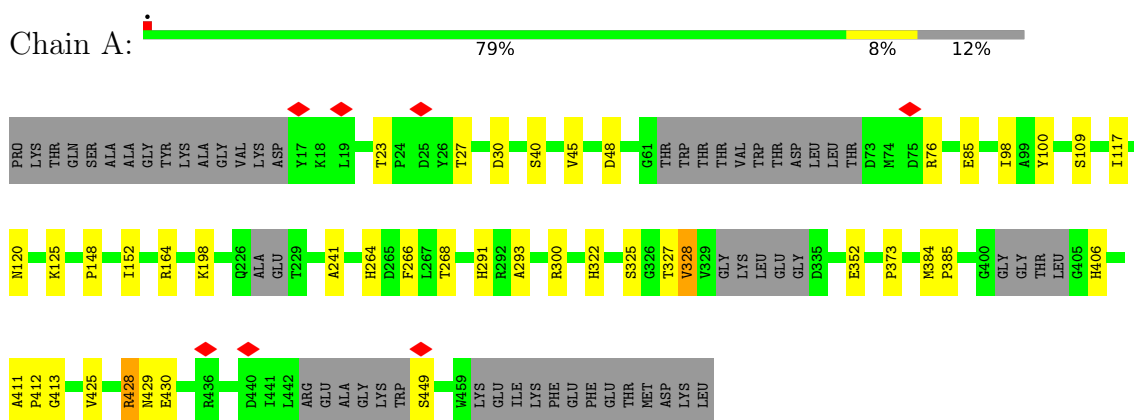 Chain A:
79% 8% 12%
PRO LYS THR GLN SER ALA ALA GLY TYR LYS ALA GLY VAL LYS ASP Y17 K18 L19 T23 P24 D25 Y26 T27 D30 S40 V45 D48 G61 THR TRP THR THR VAL TRP THR ASP LEU LEU THR D73 M74 D75 R76 E85 I98 A99 Y100 S109 I117
N120 K125 P148 I152 R164 K198 Q226 ALA GLU T229 A241 H264 D265 F266 L267 T268 H291 R292 A293 R300 H322 S325 G326 T327 V328 V329 GLY LYS LEU GLU GLY D335 E352 P373 M384 P385 G400 GLY GLY THR LEU G405 H406
A411 P412 G413 V425 R428 N429 E430 R436 D440 I441 L442 ARG GLU ALA GLY LYS TRP S449 W459 LYS GLU ILE LYS PHE GLU PHE GLU THR MET ASP LYS LEU